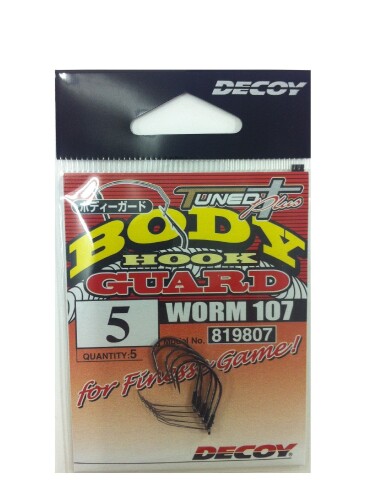 DECOY
TUNED Plus
ボディーガード
BODY
HOOK
GUARD
WORM 107
5
No. 819807
QUANTITY:5
for Finesse Game!
DECOY